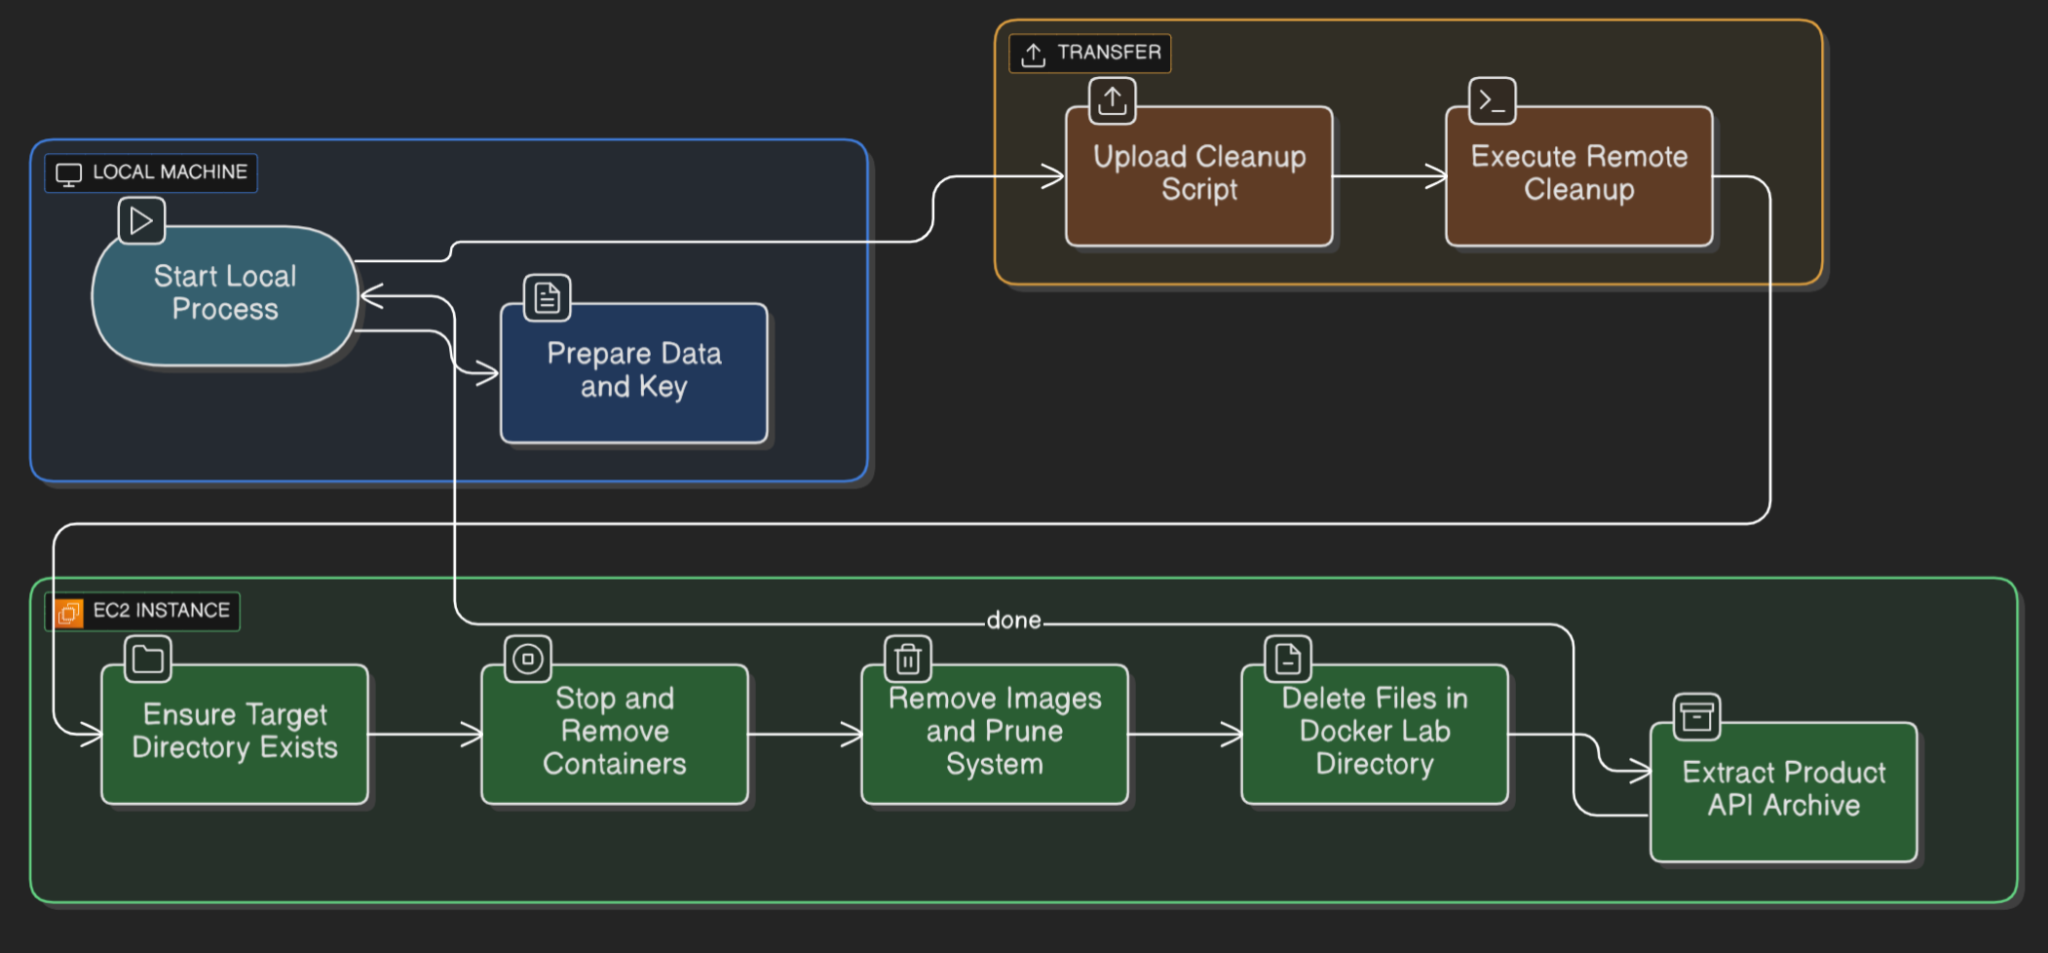 TRANSFER
Upload Cleanup
Script
Execute Remote
Cleanup
LOCAL MACHINE
Start Local
Process
Prepare Data
and Key
EC2 INSTANCE
done
Ensure Target
Directory Exists
Stop and
Remove
Containers
Remove Images
and Prune
System
Delete Files in
Docker Lab
Directory
Extract Product
API Archive